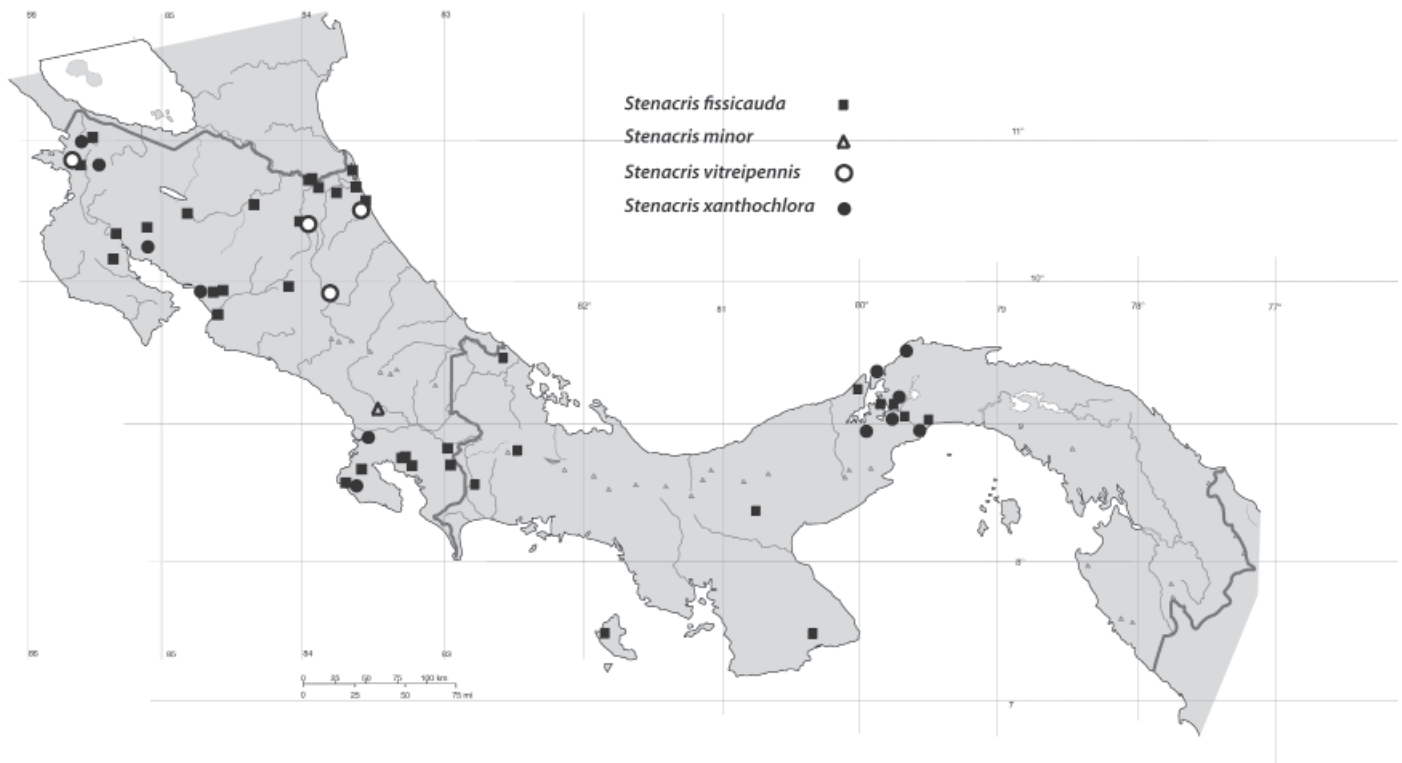 86 85 84 83
Stenacris fissicauda
Stenacris minor
Stenacris vitreipennis
Stenacris xanthochlora
11°
10°
82° 81 80° 79 78° 77°
9
8°
86 85 84 83
0 25 50 75 100 km
0 25 50 75 mi
7